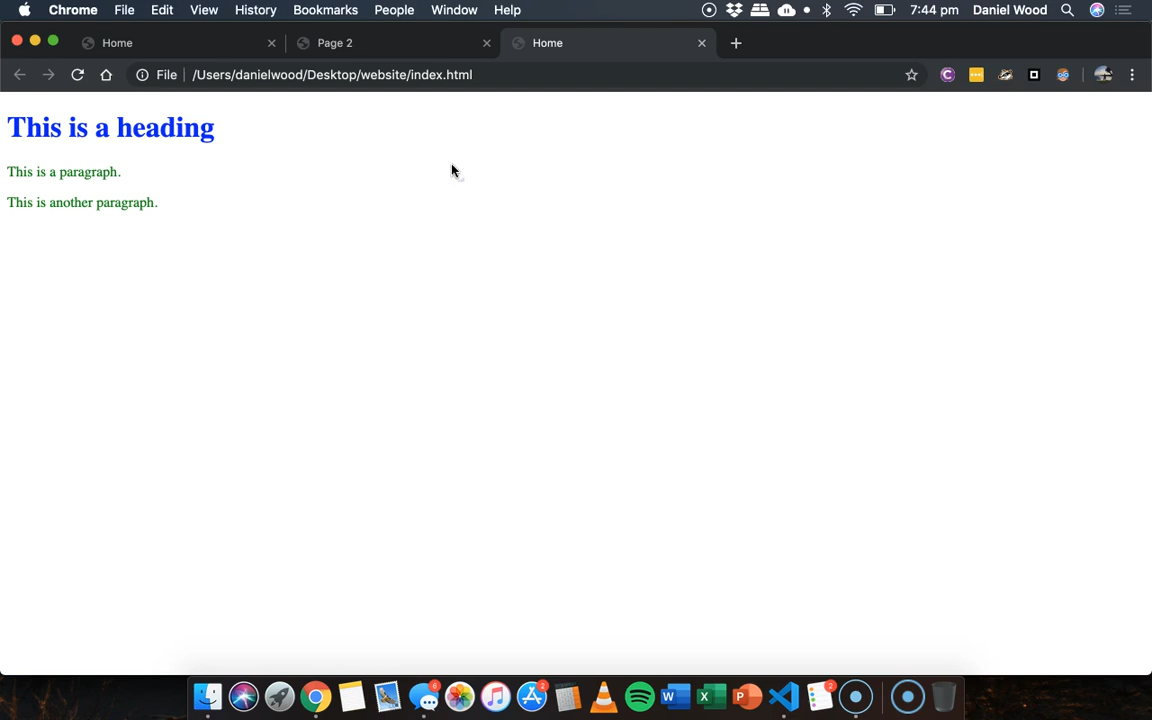 Chrome File Edit View History Bookmarks People Window Help 7:44 pm Daniel Wood
Home Page 2 Home
File /Users/danielwood/Desktop/website/index.html
This is a heading
This is a paragraph.
This is another paragraph.